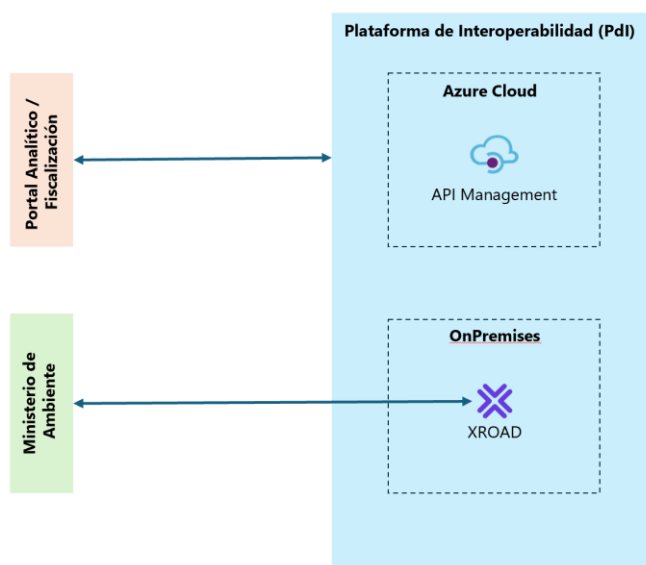 Plataforma de Interoperabilidad (PdI)
Portal Analítico /
Fiscalización
Azure Cloud
API Management
Ministerio de
Ambiente
OnPremises
XROAD